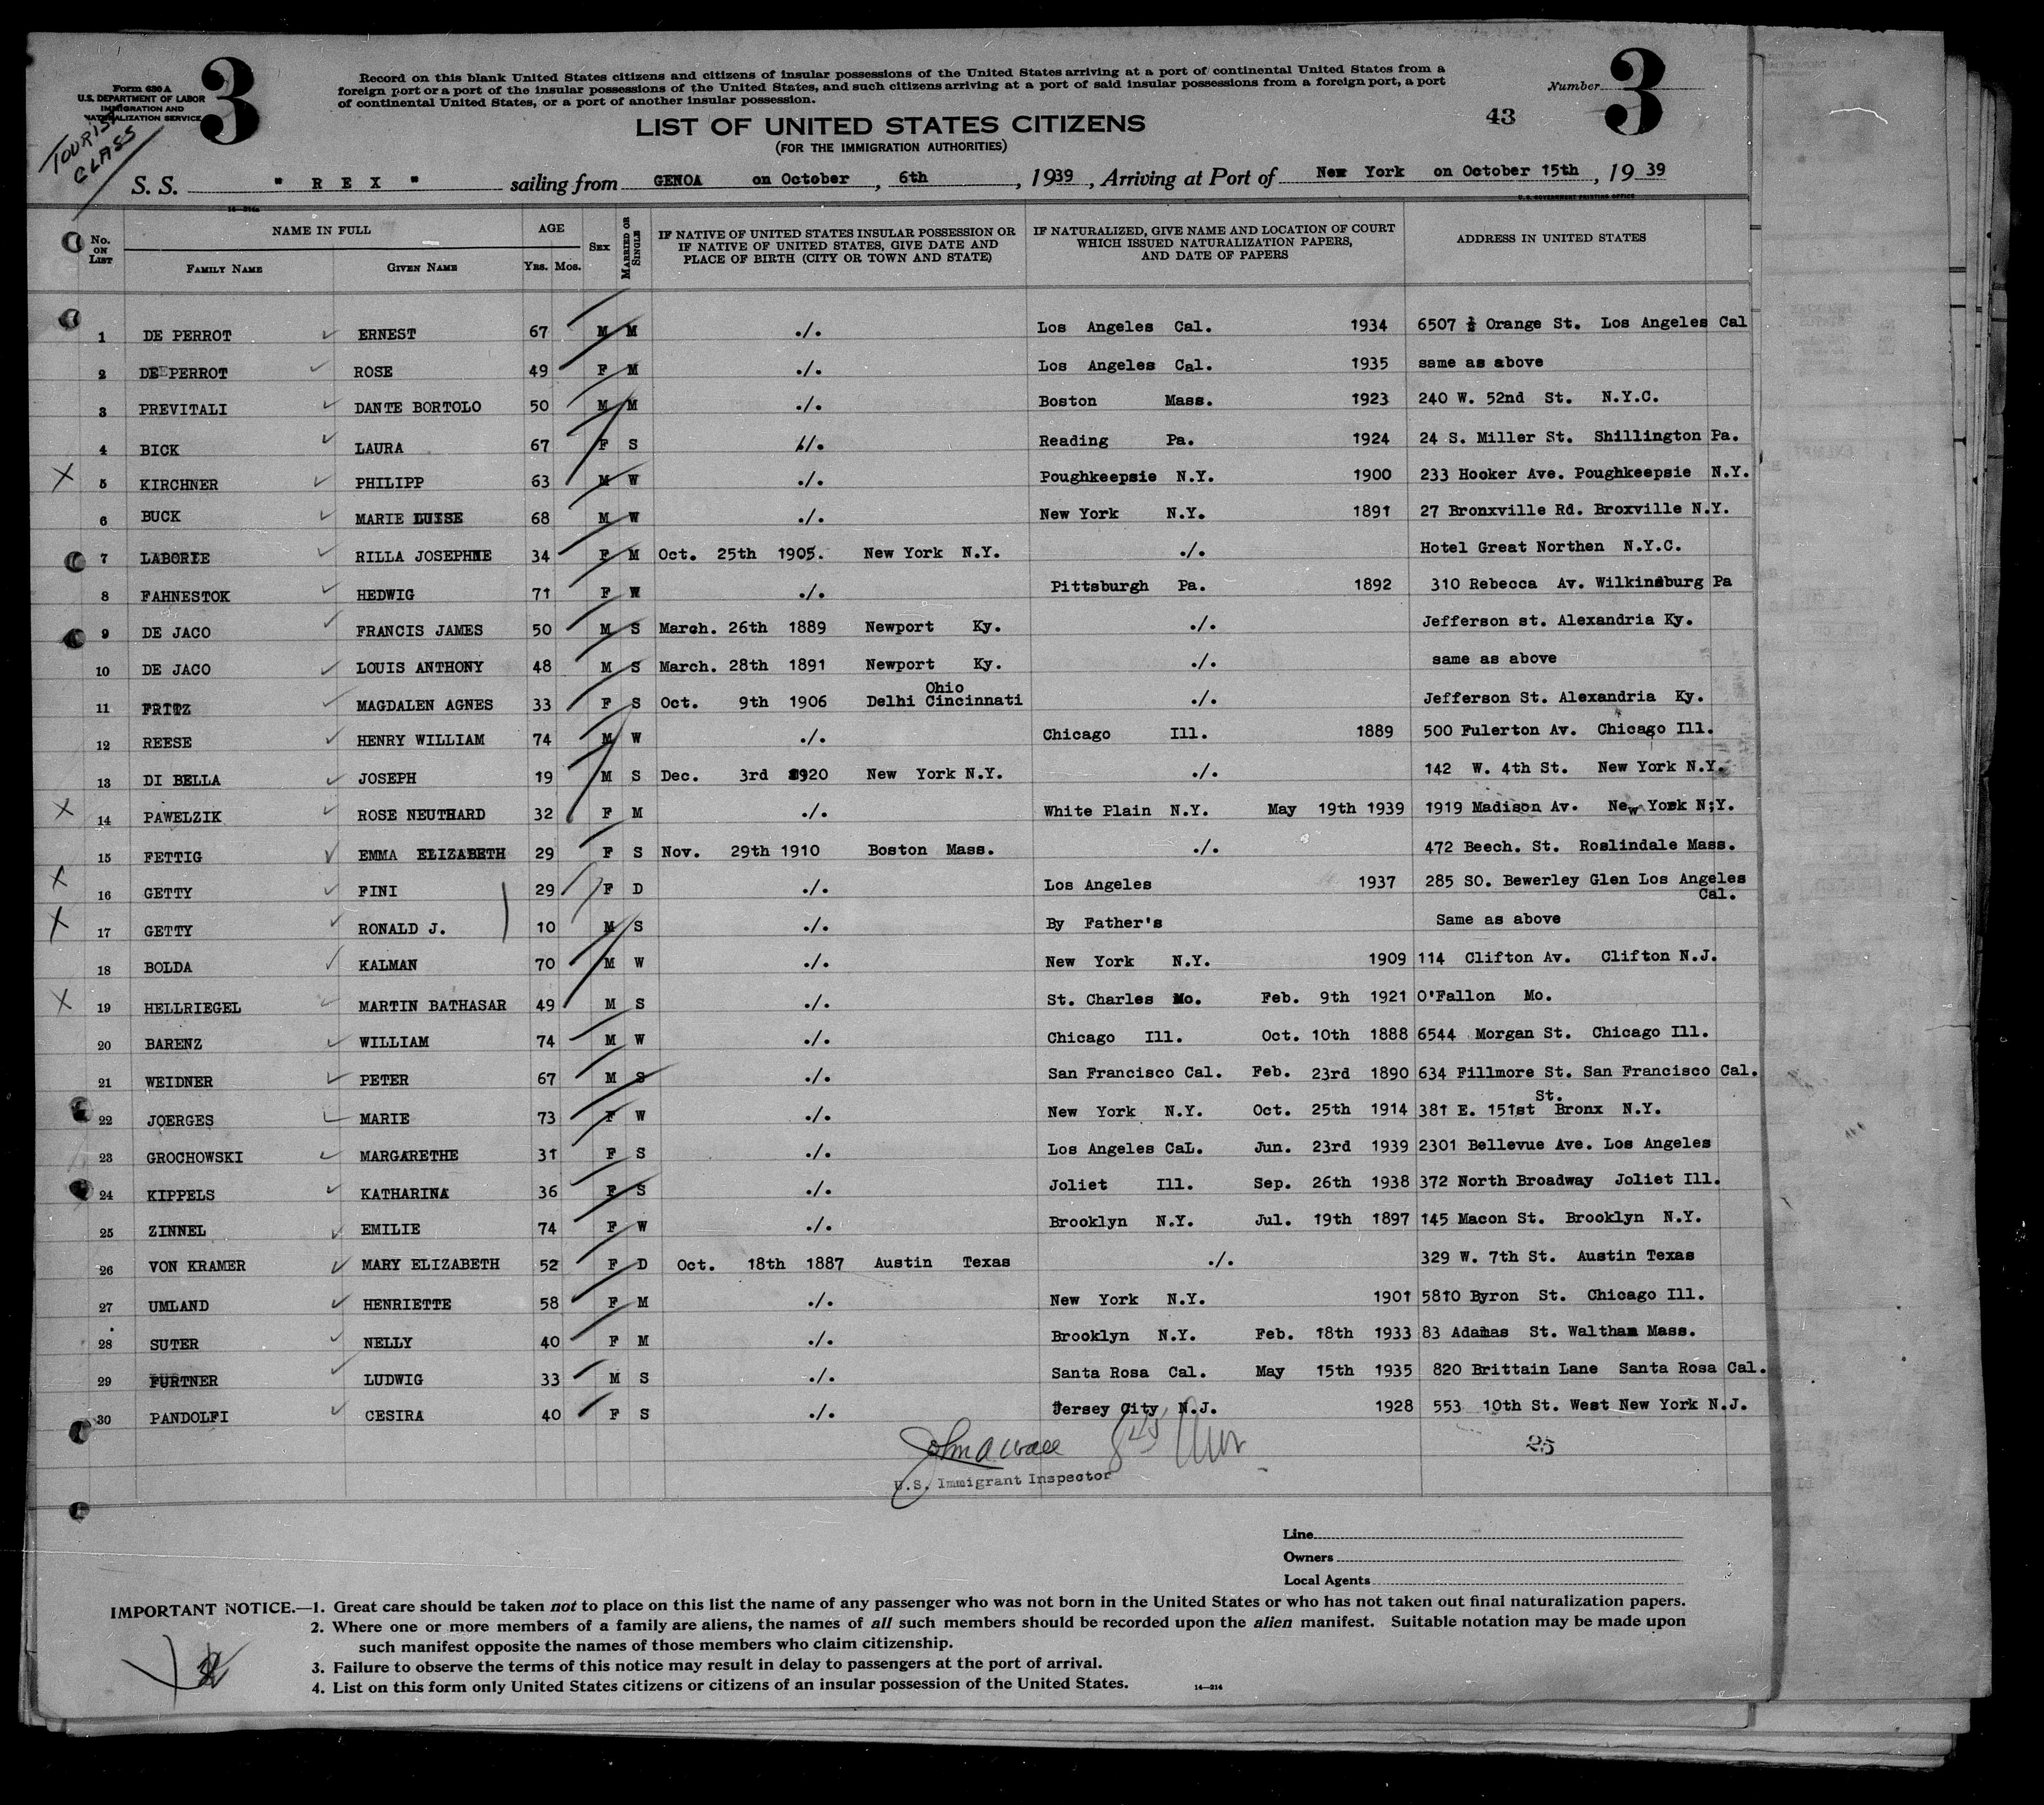 3
Form 630 A
U.S. DEPARTMENT OF LABOR
IMMIGRATION AND
NATURALIZATION SERVICE
TOURIST
CLASS
Record on this blank United States citizens and citizens of insular possessions of the United States arriving at a port of continental United States from a
foreign port or a port of the insular possessions of the United States, and such citizens arriving at a port of said insular possessions from a foreign port, a port
of continental United States, or a port of another insular possession.
Number 3
43
LIST OF UNITED STATES CITIZENS
(FOR THE IMMIGRATION AUTHORITIES)
S. S. " R E X " sailing from GENOA on October , 6th , 1939 , Arriving at Port of New York on October 15th , 19 39
U. S. GOVERNMENT PRINTING OFFICE
No. ON LIST NAME IN FULL FAMILY NAME GIVEN NAME AGE YRS. MOS. SEX MARRIED OR SINGLE IF NATIVE OF UNITED STATES INSULAR POSSESSION OR IF NATIVE OF UNITED STATES, GIVE DATE AND PLACE OF BIRTH (CITY OR TOWN AND STATE) IF NATURALIZED, GIVE NAME AND LOCATION OF COURT WHICH ISSUED NATURALIZATION PAPERS, AND DATE OF PAPERS ADDRESS IN UNITED STATES
1 DE PERROT ERNEST 67 M M ./. Los Angeles Cal. 1934 6507 ½ Orange St. Los Angeles Cal
2 DE PERROT ROSE 49 F M ./. Los Angeles Cal. 1935 same as above
3 PREVITALI DANTE BORTOLO 50 M M ./. Boston Mass. 1923 240 W. 52nd St. N.Y.C.
4 BICK LAURA 67 F S ./. Reading Pa. 1924 24 S. Miller St. Shillington Pa.
X 5 KIRCHNER PHILIPP 63 M W ./. Poughkeepsie N.Y. 1900 233 Hooker Ave. Poughkeepsie N.Y.
6 BUCK MARIE LUISE 68 M W ./. New York N.Y. 1891 27 Bronxville Rd. Broxville N.Y.
7 LABORIE RILLA JOSEPHNE 34 F M Oct. 25th 1905. New York N.Y. ./. Hotel Great Northen N.Y.C.
8 FAHNESTOK HEDWIG 71 F W ./. Pittsburgh Pa. 1892 310 Rebecca Av. Wilkinsburg Pa
9 DE JACO FRANCIS JAMES 50 M S March. 26th 1889 Newport Ky. ./. Jefferson st. Alexandria Ky.
10 DE JACO LOUIS ANTHONY 48 M S March. 28th 1891 Newport Ky. ./. same as above
11 FRITZ MAGDALEN AGNES 33 F S Oct. 9th 1906 Delhi Cincinnati Ohio ./. Jefferson St. Alexandria Ky.
12 REESE HENRY WILLIAM 74 M W ./. Chicago Ill. 1889 500 Fulerton Av. Chicago Ill.
13 DI BELLA JOSEPH 19 M S Dec. 3rd 1920 New York N.Y. ./. 142 W. 4th St. New York N.Y.
X 14 PAWELZIK ROSE NEUTHARD 32 F M ./. White Plain N.Y. May 19th 1939 1919 Madison Av. New York N;Y.
15 FETTIG EMMA ELIZABETH 29 F S Nov. 29th 1910 Boston Mass. ./. 472 Beech. St. Roslindale Mass.
X 16 GETTY FINI 29 F D ./. Los Angeles 1937 285 SO. Bewerley Glen Los Angeles Cal.
X 17 GETTY RONALD J. 10 M S ./. By Father's Same as above
18 BOLDA KALMAN 70 M W ./. New York N.Y. 1909 114 Clifton Av. Clifton N.J.
X 19 HELLRIEGEL MARTIN BATHASAR 49 M S ./. St. Charles Mo. Feb. 9th 1921 O'Fallon Mo.
20 BARENZ WILLIAM 74 M W ./. Chicago Ill. Oct. 10th 1888 6544 Morgan St. Chicago Ill.
21 WEIDNER PETER 67 M S ./. San Francisco Cal. Feb. 23rd 1890 634 Fillmore St. San Francisco Cal.
22 JOERGES MARIE 73 F W ./. New York N.Y. Oct. 25th 1914 381 E. 151st St. Bronx N.Y.
23 GROCHOWSKI MARGARETHE 31 F S ./. Los Angeles CaL. Jun. 23rd 1939 2301 Bellevue Ave. Los Angeles
24 KIPPELS KATHARINA 36 F S ./. Joliet Ill. Sep. 26th 1938 372 North Broadway Joliet Ill.
25 ZINNEL EMILIE 74 F W ./. Brooklyn N.Y. Jul. 19th 1897 145 Macon St. Brooklyn N.Y.
26 VON KRAMER MARY ELIZABETH 52 F D Oct. 18th 1887 Austin Texas ./. 329 W. 7th St. Austin Texas
27 UMLAND HENRIETTE 58 F M ./. New York N.Y. 1901 5810 Byron St. Chicago Ill.
28 SUTER NELLY 40 F M ./. Brooklyn N.Y. Feb. 18th 1933 83 Adamas St. Waltham Mass.
29 FURTNER LUDWIG 33 M S ./. Santa Rosa Cal. May 15th 1935 820 Brittain Lane Santa Rosa Cal.
30 PANDOLFI CESIRA 40 F S ./. Jersey City N.J. 1928 553 10th St. West New York N.J.
25
U.S. Immigrant Inspector
Line
Owners
Local Agents
IMPORTANT NOTICE.—1. Great care should be taken not to place on this list the name of any passenger who was not born in the United States or who has not taken out final naturalization papers.
2. Where one or more members of a family are aliens, the names of all such members should be recorded upon the alien manifest. Suitable notation may be made upon
such manifest opposite the names of those members who claim citizenship.
3. Failure to observe the terms of this notice may result in delay to passengers at the port of arrival.
4. List on this form only United States citizens or citizens of an insular possession of the United States.
14—214